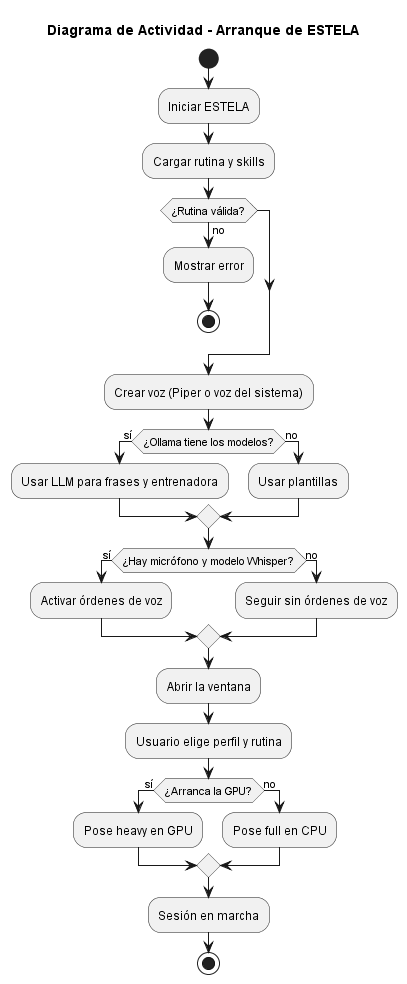 Diagrama de Actividad - Arranque de ESTELA
Iniciar ESTELA
Cargar rutina y skills
¿Rutina válida?
no
Mostrar error
Crear voz (Piper o voz del sistema)
sí
¿Ollama tiene los modelos?
no
Usar LLM para frases y entrenadora
Usar plantillas
sí
¿Hay micrófono y modelo Whisper?
no
Activar órdenes de voz
Seguir sin órdenes de voz
Abrir la ventana
Usuario elige perfil y rutina
sí
¿Arranca la GPU?
no
Pose heavy en GPU
Pose full en CPU
Sesión en marcha